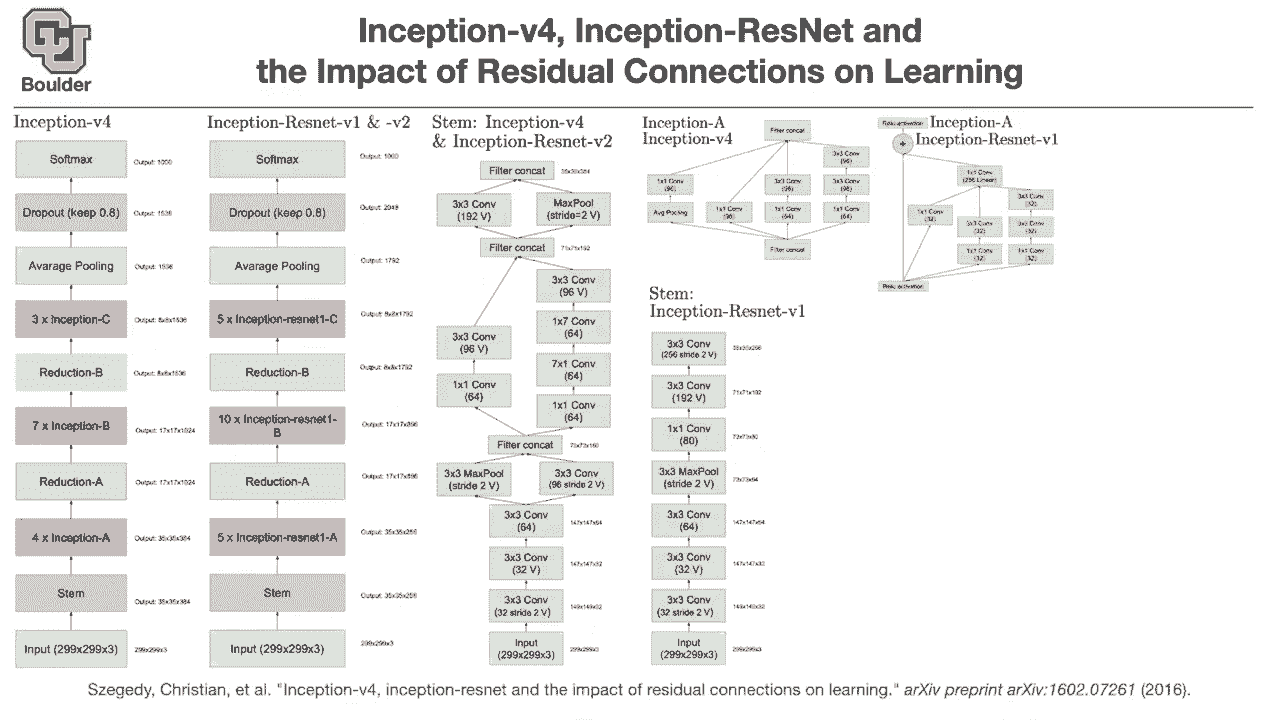 Boulder
Inception-v4, Inception-ResNet and
the Impact of Residual Connections on Learning
Inception-v4
Softmax
Output: 1000
Dropout (keep 0.8)
Output: 1536
Avarage Pooling
Output: 1536
3 x Inception-C
Output: 8x8x1536
Reduction-B
Output: 8x8x1536
7 x Inception-B
Output: 17x17x1024
Reduction-A
Output: 17x17x1024
4 x Inception-A
Output: 35x35x384
Stem
Output: 35x35x384
Input (299x299x3)
299x299x3
Inception-Resnet-v1 & -v2
Softmax
Output: 1000
Dropout (keep 0.8)
Output: 2048
Avarage Pooling
Output: 1792
5 x Inception-resnet1-C
Output: 8x8x1792
Reduction-B
Output: 8x8x1792
10 x Inception-resnet1-
B
Output: 17x17x896
Reduction-A
Output: 17x17x896
5 x Inception-resnet1-A
Output: 35x35x256
Stem
Output: 35x35x256
Input (299x299x3)
299x299x3
Stem: Inception-v4
& Inception-Resnet-v2
Filter concat
35x35x384
3x3 Conv
(192 V)
MaxPool
(stride=2 V)
Filter concat
71x71x192
3x3 Conv
(96 V)
1x7 Conv
(64)
3x3 Conv
(96 V)
7x1 Conv
(64)
1x1 Conv
(64)
1x1 Conv
(64)
Filter concat
73x73x160
3x3 MaxPool
(stride 2 V)
3x3 Conv
(96 stride 2 V)
3x3 Conv
(64)
147x147x64
3x3 Conv
(32 V)
147x147x32
3x3 Conv
(32 stride 2 V)
149x149x32
Input
(299x299x3)
299x299x3
Inception-A
Inception-v4
Filter concat
3x3 Conv
(96)
1x1 Conv
(96)
3x3 Conv
(96)
3x3 Conv
(96)
Avg Pooling
1x1 Conv
(96)
1x1 Conv
(64)
1x1 Conv
(64)
Filter concat
Inception-A
Inception-Resnet-v1
Relu activation
+
1x1 Conv
(256 Linear)
3x3 Conv
(32)
1x1 Conv
(32)
3x3 Conv
(32)
3x3 Conv
(32)
1x1 Conv
(32)
1x1 Conv
(32)
Relu activation
Stem:
Inception-Resnet-v1
3x3 Conv
(256 stride 2 V)
35x35x256
3x3 Conv
(192 V)
71x71x192
1x1 Conv
(80)
73x73x80
3x3 MaxPool
(stride 2 V)
73x73x64
3x3 Conv
(64)
147x147x64
3x3 Conv
(32 V)
147x147x32
3x3 Conv
(32 stride 2 V)
149x149x32
Input
(299x299x3)
299x299x3
Szegedy, Christian, et al. "Inception-v4, inception-resnet and the impact of residual connections on learning." arXiv preprint arXiv:1602.07261 (2016).